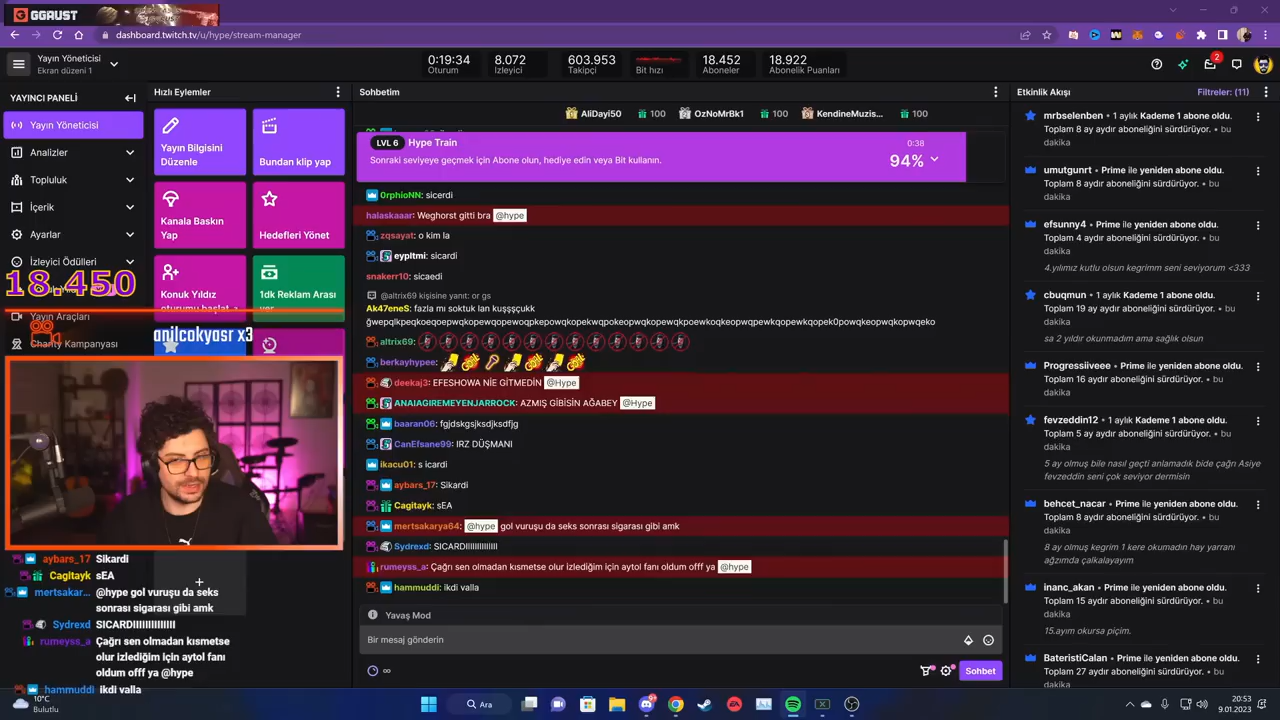 GGRUST
dashboard.twitch.tv/u/hype/stream-manager
Yayın Yöneticisi
Ekran düzeni 1
0:19:34
Oturum
8.072
İzleyici
603.953
Takipçi
Bit hızı
18.452
Aboneler
18.922
Abonelik Puanları
2
YAYINCI PANELİ
Yayın Yöneticisi
Analizler
Topluluk
İçerik
Ayarlar
İzleyici Ödülleri
18.450
Yayın Araçları
Charity Kampanyası
Hızlı Eylemler
Yayın Bilgisini Düzenle
Bundan klip yap
Kanala Baskın Yap
Hedefleri Yönet
Konuk Yıldız oturumu başlat
1dk Reklam Arası ver
anilcokyasr x3
aybars_17 Sikardi
Cagltayk sEA
mertsakar... @hype gol vuruşu da seks
sonrası sigarası gibi amk
Sydrexd SICARDIIIIIIIIIIIII
rumeyss_a Çağrı sen olmadan kısmetse
olur izlediğim için aytol fanı
oldum offf ya @hype
hammuddi ikdi valla
Sohbetim
AliDayi50 100 OzNoMrBk1 100 KendineMuzis... 100
LVL 6 Hype Train
Sonraki seviyeye geçmek için Abone olun, hediye edin veya Bit kullanın.
0:38
94%
0rphioNN: sicerdi
halaskaaar: Weghorst gitti bra @hype
zqsayat: o kim la
eypltmi: sicardi
snakerr10: sicaedi
@altrix69 kişisine yanıt: or gs
Ak47eneS: fazla mı soktuk lan kuşşşçukk
altrix69:
berkayhypee:
deekaj3: EFESHOWA NİE GİTMEDİN @Hype
ANAIAGIREMEYENJARROCK: AZMIŞ GİBİSİN AĞABEY @Hype
baaran06: fgjdskgsjksdjksdfjg
CanEfsane99: IRZ DÜŞMANI
ikacu01: s icardi
aybars_17: Sikardi
Cagitayk: sEA
mertsakarya64: @hype gol vuruşu da seks sonrası sigarası gibi amk
Sydrexd: SICARDIIIIIIIIIIIII
rumeyss_a: Çağrı sen olmadan kısmetse olur İzlediğim için aytol fanı oldum offf ya @hype
hammuddi: ikdi valla
Yavaş Mod
Bir mesaj gönderin
∞
Sohbet
Etkinlik Akışı
Filtreler: (11)
mrbselenben • 1 aylık Kademe 1 abone oldu.
Toplam 8 ay aboneliğini sürdürüyor. • bu
dakika
umutgunrt • Prime ile yeniden abone oldu.
Toplam 8 aydır aboneliğini sürdürüyor. • bu
dakika
efsunny4 • Prime ile yeniden abone oldu.
Toplam 4 aydır aboneliğini sürdürüyor. • bu
dakika
4.yılımız kutlu olsun kegrimm seni seviyorum <333
cbuqmun • 1 aylık Kademe 1 abone oldu.
Toplam 19 ay aboneliğini sürdürüyor. • bu
dakika
sa 2 yıldır okunmadım ama sağlık olsun
Progressiiveee • Prime ile yeniden abone oldu.
Toplam 16 aydır aboneliğini sürdürüyor. • bu
dakika
fevzeddin12 • 1 aylık Kademe 1 abone oldu.
Toplam 5 ay aboneliğini sürdürüyor. • bu
dakika
5 ay olmuş bile nasıl geçti anlamadık bide çağrı Asiye
fevzeddin seni çok seviyor dermisin
behcet_nacar • Prime ile yeniden abone oldu.
Toplam 8 aydır aboneliğini sürdürüyor. • bu
dakika
8 ay olmuş kegrim 1 kere okumadın hay yarranı
ağzımda çalkalayayım
inanc_akan • Prime ile yeniden abone oldu.
Toplam 15 aydır aboneliğini sürdürüyor. • bu
dakika
15.ayım okursa piçim.
BateristiCalan • Prime ile yeniden abone oldu.
Toplam 27 aydır aboneliğini sürdürüyor. • bu
dakika
10°C
Bulutlu
Ara
20:53
9.01.2023